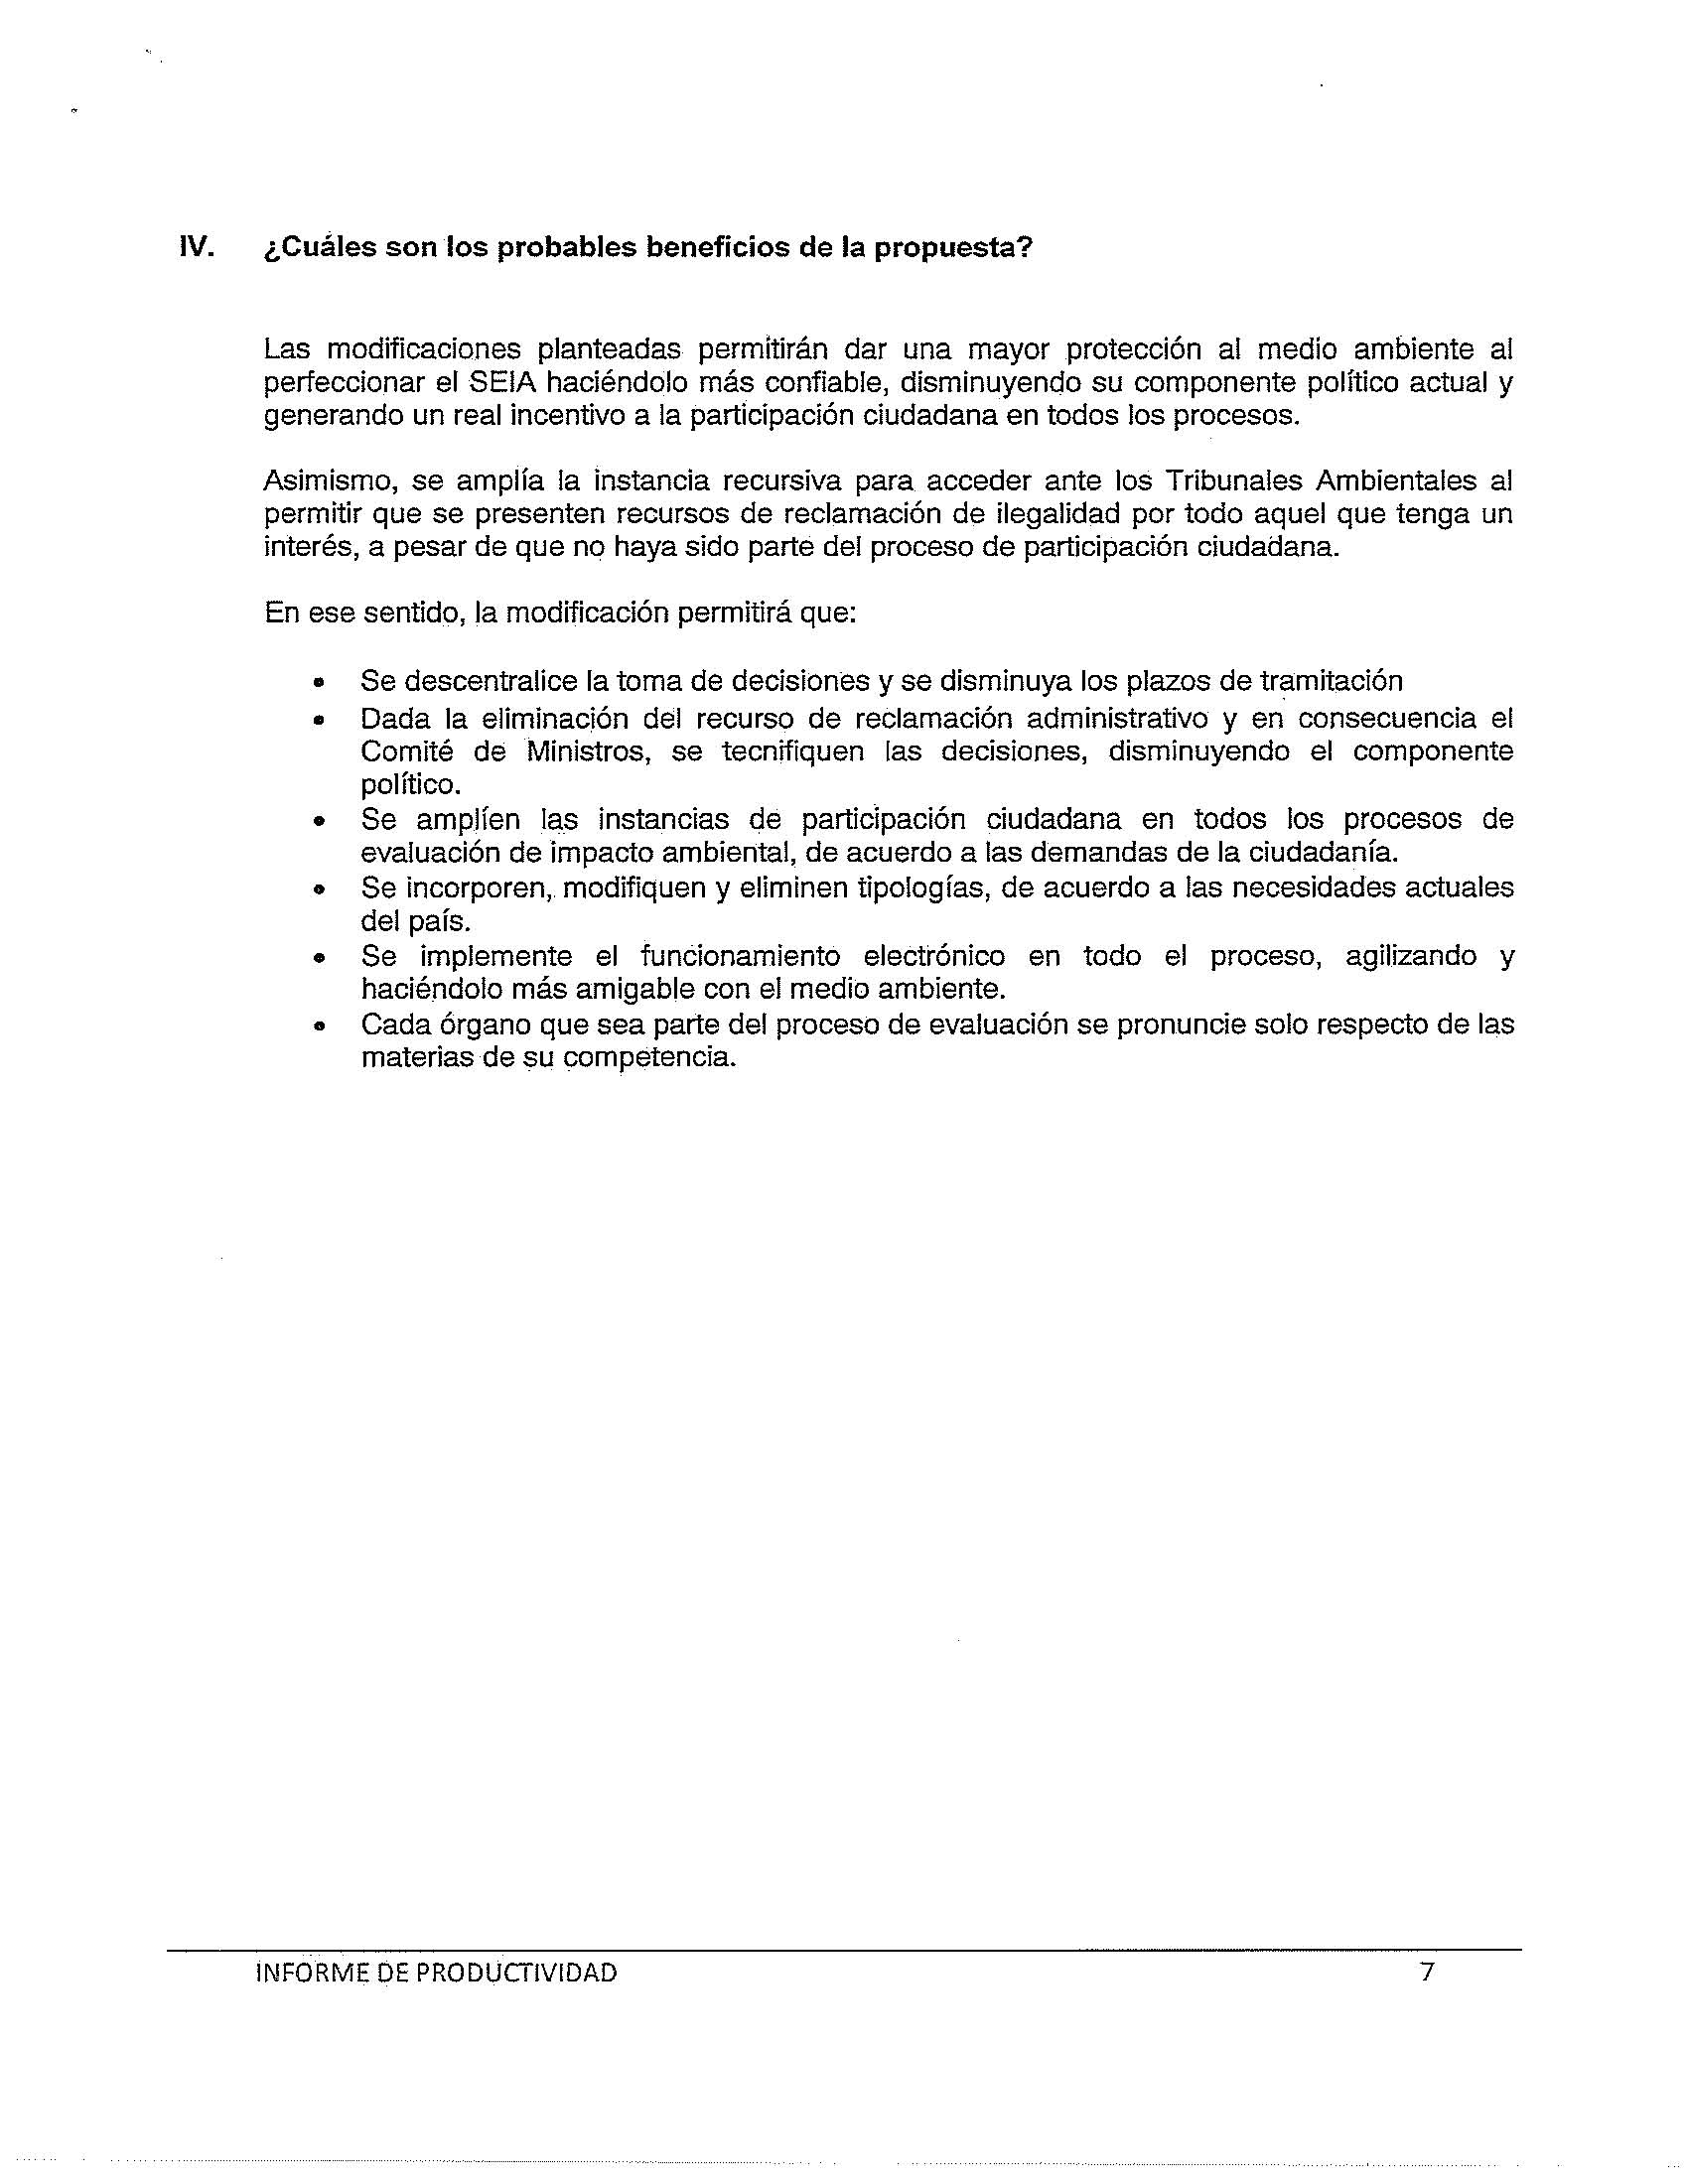 IV. ¿Cuáles son los probables beneficios de la propuesta?
Las modificaciones planteadas permitirán dar una mayor protección al medio ambiente al
perfeccionar el SEIA haciéndolo más confiable, disminuyendo su componente político actual y
generando un real incentivo a la participación ciudadana en todos los procesos.
Asimismo, se amplía la instancia recursiva para acceder ante los Tribunales Ambientales al
permitir que se presenten recursos de reclamación de ilegalidad por todo aquel que tenga un
interés, a pesar de que no haya sido parte del proceso de participación ciudadana.
En ese sentido, la modificación permitirá que:
• Se descentralice la toma de decisiones y se disminuya los plazos de tramitación
• Dada la eliminación del recurso de reclamación administrativo y en consecuencia el
Comité de Ministros, se tecnifiquen las decisiones, disminuyendo el componente
político.
• Se amplíen las instancias de participación ciudadana en todos los procesos de
evaluación de impacto ambiental, de acuerdo a las demandas de la ciudadanía.
• Se incorporen, modifiquen y eliminen tipologías, de acuerdo a las necesidades actuales
del país.
• Se implemente el funcionamiento electrónico en todo el proceso, agilizando y
haciéndolo más amigable con el medio ambiente.
• Cada órgano que sea parte del proceso de evaluación se pronuncie solo respecto de las
materias de su competencia.
INFORME DE PRODUCTIVIDAD 7